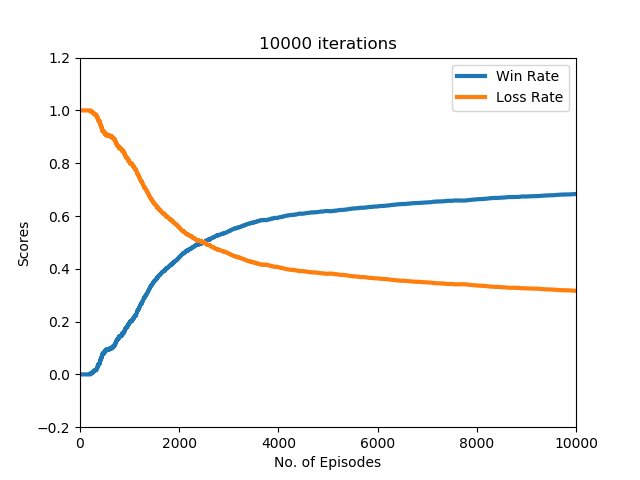 10000 iterations
Win Rate
Loss Rate
1.2
1.0
0.8
0.6
0.4
0.2
0.0
−0.2
Scores
0 2000 4000 6000 8000 10000
No. of Episodes